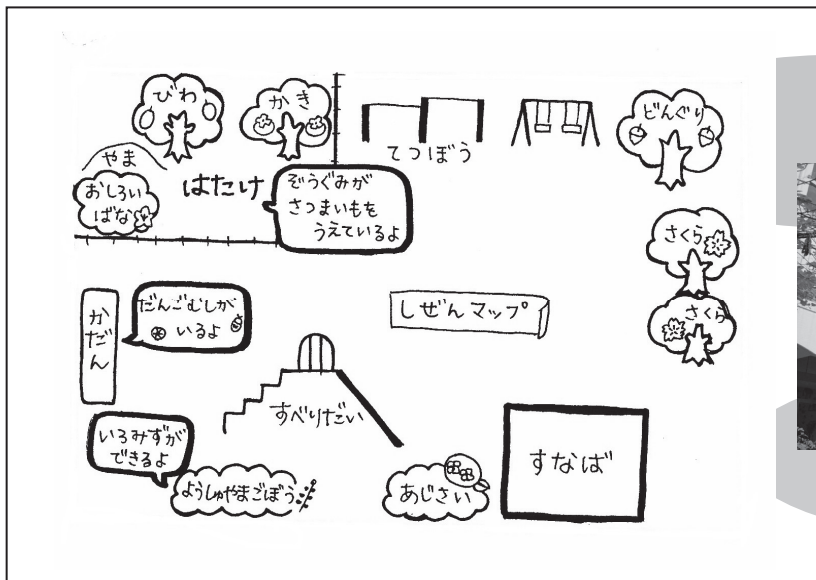 びわ
かき
どんぐり
てつぼう
やま
おしろい
ばな
はたけ
ぞうぐみが
さつまいもを
うえているよ
さくら
さくら
かだん
だんごむしが
いるよ
しぜんマップ
すべりだい
いろみずが
できるよ
ようしゅやまごぼう
あじさい
すなば